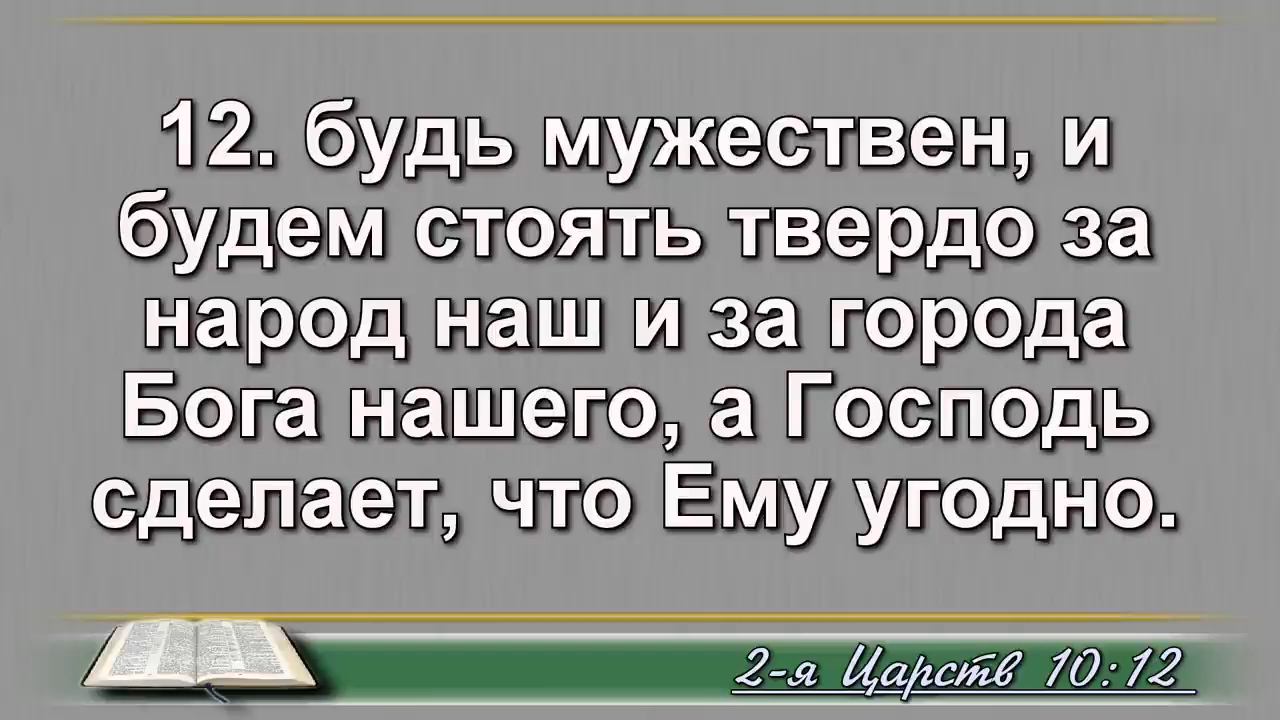 12. будь мужествен, и
будем стоять твердо за
народ наш и за города
Бога нашего, а Господь
сделает, что Ему угодно.
2-я Царств 10:12